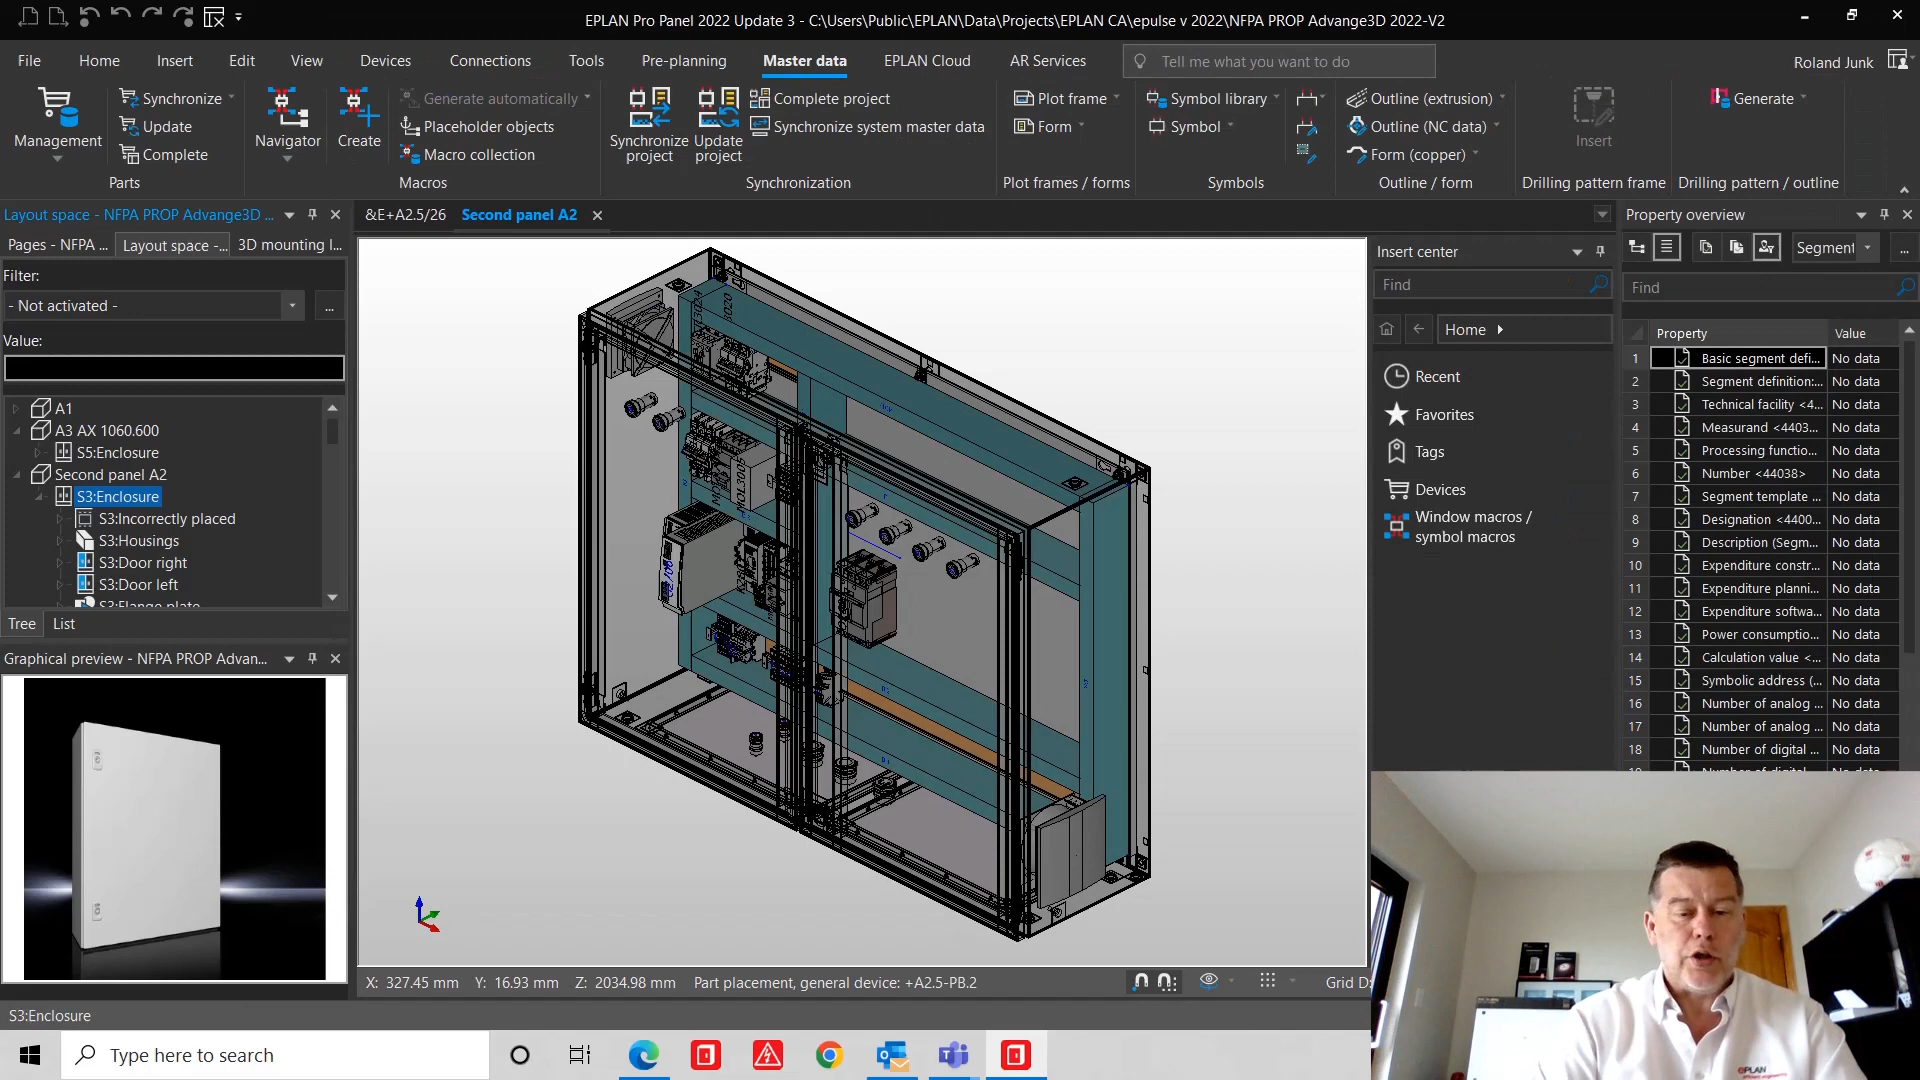 EPLAN Pro Panel 2022 Update 3 - C:\Users\Public\EPLAN\Data\Projects\EPLAN CA\epulse v 2022\NFPA PROP Advange3D 2022-V2
File Home Insert Edit View Devices Connections Tools Pre-planning Master data EPLAN Cloud AR Services Tell me what you want to do Roland Junk
Management
Synchronize
Update
Complete
Parts
Navigator
Create
Generate automatically
Placeholder objects
Macro collection
Macros
Synchronize project
Update project
Complete project
Synchronize system master data
Synchronization
Plot frame
Form
Plot frames / forms
Symbol library
Symbol
Symbols
Outline (extrusion)
Outline (NC data)
Form (copper)
Outline / form
Insert
Drilling pattern frame
Generate
Drilling pattern / outline
Layout space - NFPA PROP Advange3D ...
Pages - NFPA ... Layout space -... 3D mounting l...
Filter:
- Not activated -
...
Value:
A1
A3 AX 1060.600
S5:Enclosure
Second panel A2
S3:Enclosure
S3:Incorrectly placed
S3:Housings
S3:Door right
S3:Door left
S3:Flange plate
Tree List
Graphical preview - NFPA PROP Advan...
&E+A2.5/26 Second panel A2
X: 327.45 mm Y: 16.93 mm Z: 2034.98 mm Part placement, general device: +A2.5-PB.2 Grid D:
Insert center
Find
Home
Recent
Favorites
Tags
Devices
Window macros /
symbol macros
Property overview
Segment
...
Find
Property Value
1 Basic segment defi... No data
2 Segment definition:... No data
3 Technical facility <4... No data
4 Measurand <4403... No data
5 Processing functio... No data
6 Number <44038> No data
7 Segment template ... No data
8 Designation <4400... No data
9 Description (Segm... No data
10 Expenditure constr... No data
11 Expenditure planni... No data
12 Expenditure softwa... No data
13 Power consumptio... No data
14 Calculation value <... No data
15 Symbolic address (... No data
16 Number of analog ... No data
17 Number of analog ... No data
18 Number of digital ... No data
ePLAN
S3:Enclosure
Type here to search